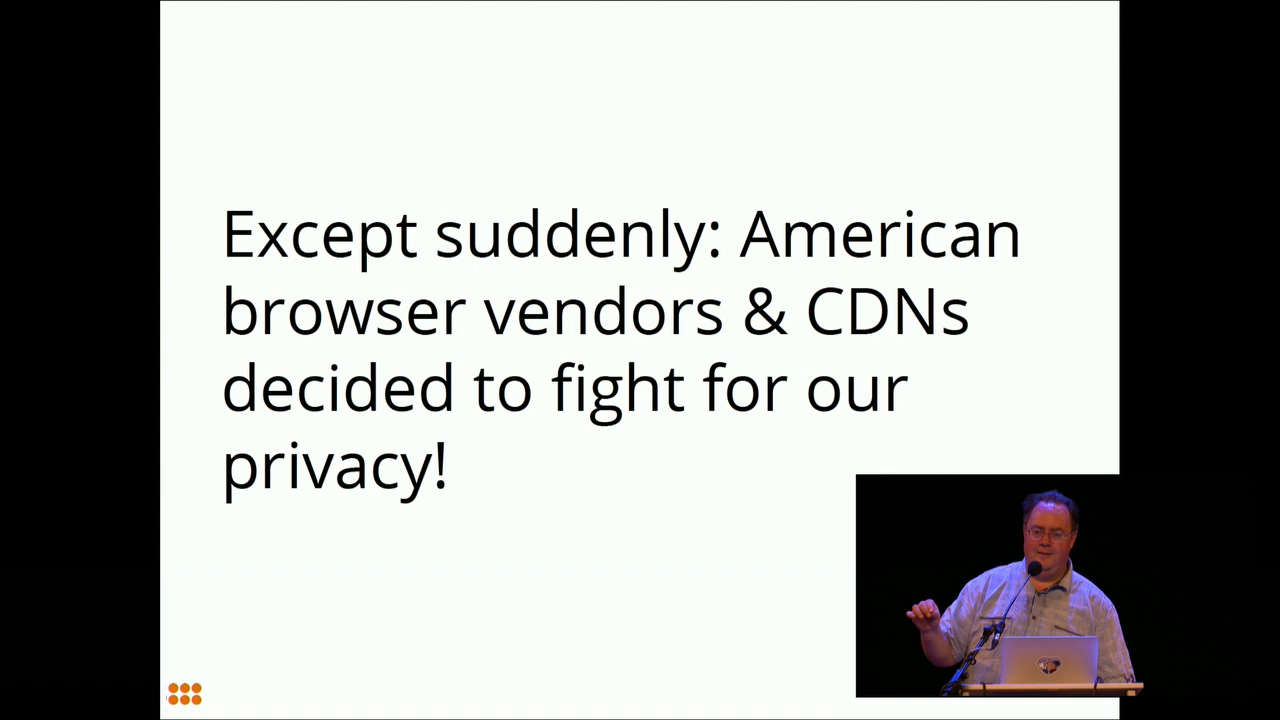 Except suddenly: American
browser vendors & CDNs
decided to fight for our
privacy!